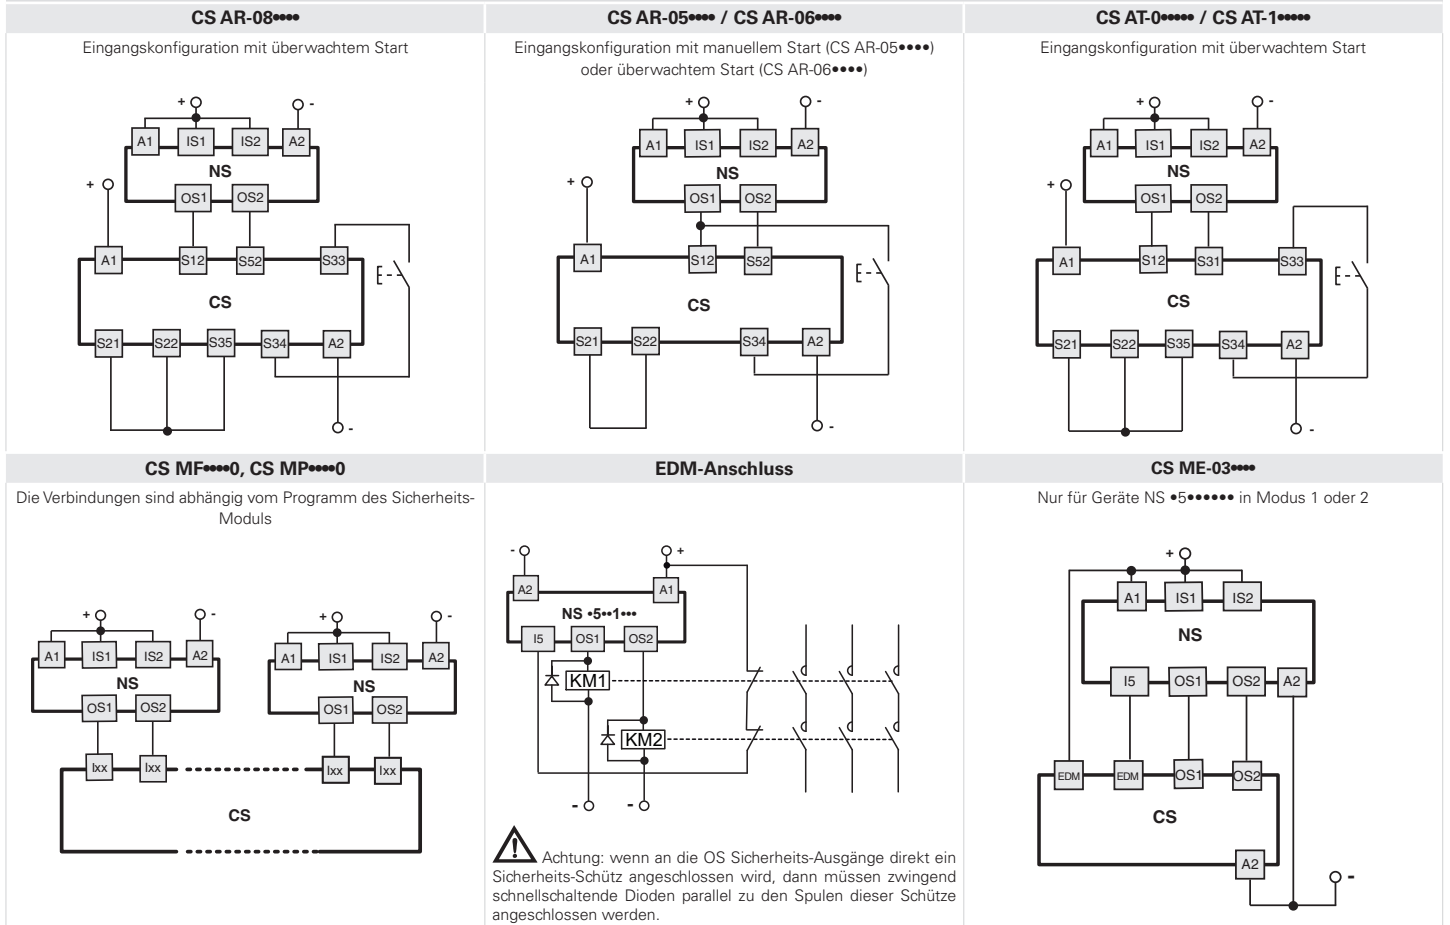 CS AR-08••••
Eingangskonfiguration mit überwachtem Start
+
-
A1 IS1 IS2 A2
NS
OS1 OS2
+
A1 S12 S52 S33
CS
S21 S22 S35 S34 A2
-
CS AR-05•••• / CS AR-06••••
Eingangskonfiguration mit manuellem Start (CS AR-05••••)
oder überwachtem Start (CS AR-06••••)
+
-
A1 IS1 IS2 A2
NS
OS1 OS2
+
A1 S12 S52
CS
S21 S22 S34 A2
-
CS AT-0••••• / CS AT-1•••••
Eingangskonfiguration mit überwachtem Start
+
-
A1 IS1 IS2 A2
NS
OS1 OS2
+
A1 S12 S31 S33
CS
S21 S22 S35 S34 A2
-
CS MF••••0, CS MP••••0
Die Verbindungen sind abhängig vom Programm des Sicherheits-
Moduls
+ - + -
A1 IS1 IS2 A2 A1 IS1 IS2 A2
NS NS
OS1 OS2 OS1 OS2
Ixx Ixx Ixx Ixx
CS
EDM-Anschluss
- +
A2 A1
NS •5••1•••
I5 OS1 OS2
KM1
KM2
- -
Achtung: wenn an die OS Sicherheits-Ausgänge direkt ein
Sicherheits-Schütz angeschlossen wird, dann müssen zwingend
schnellschaltende Dioden parallel zu den Spulen dieser Schütze
angeschlossen werden.
CS ME-03••••
Nur für Geräte NS •5•••••• in Modus 1 oder 2
+
A1 IS1 IS2
NS
I5 OS1 OS2 A2
EDM EDM OS1 OS2
CS
A2
-